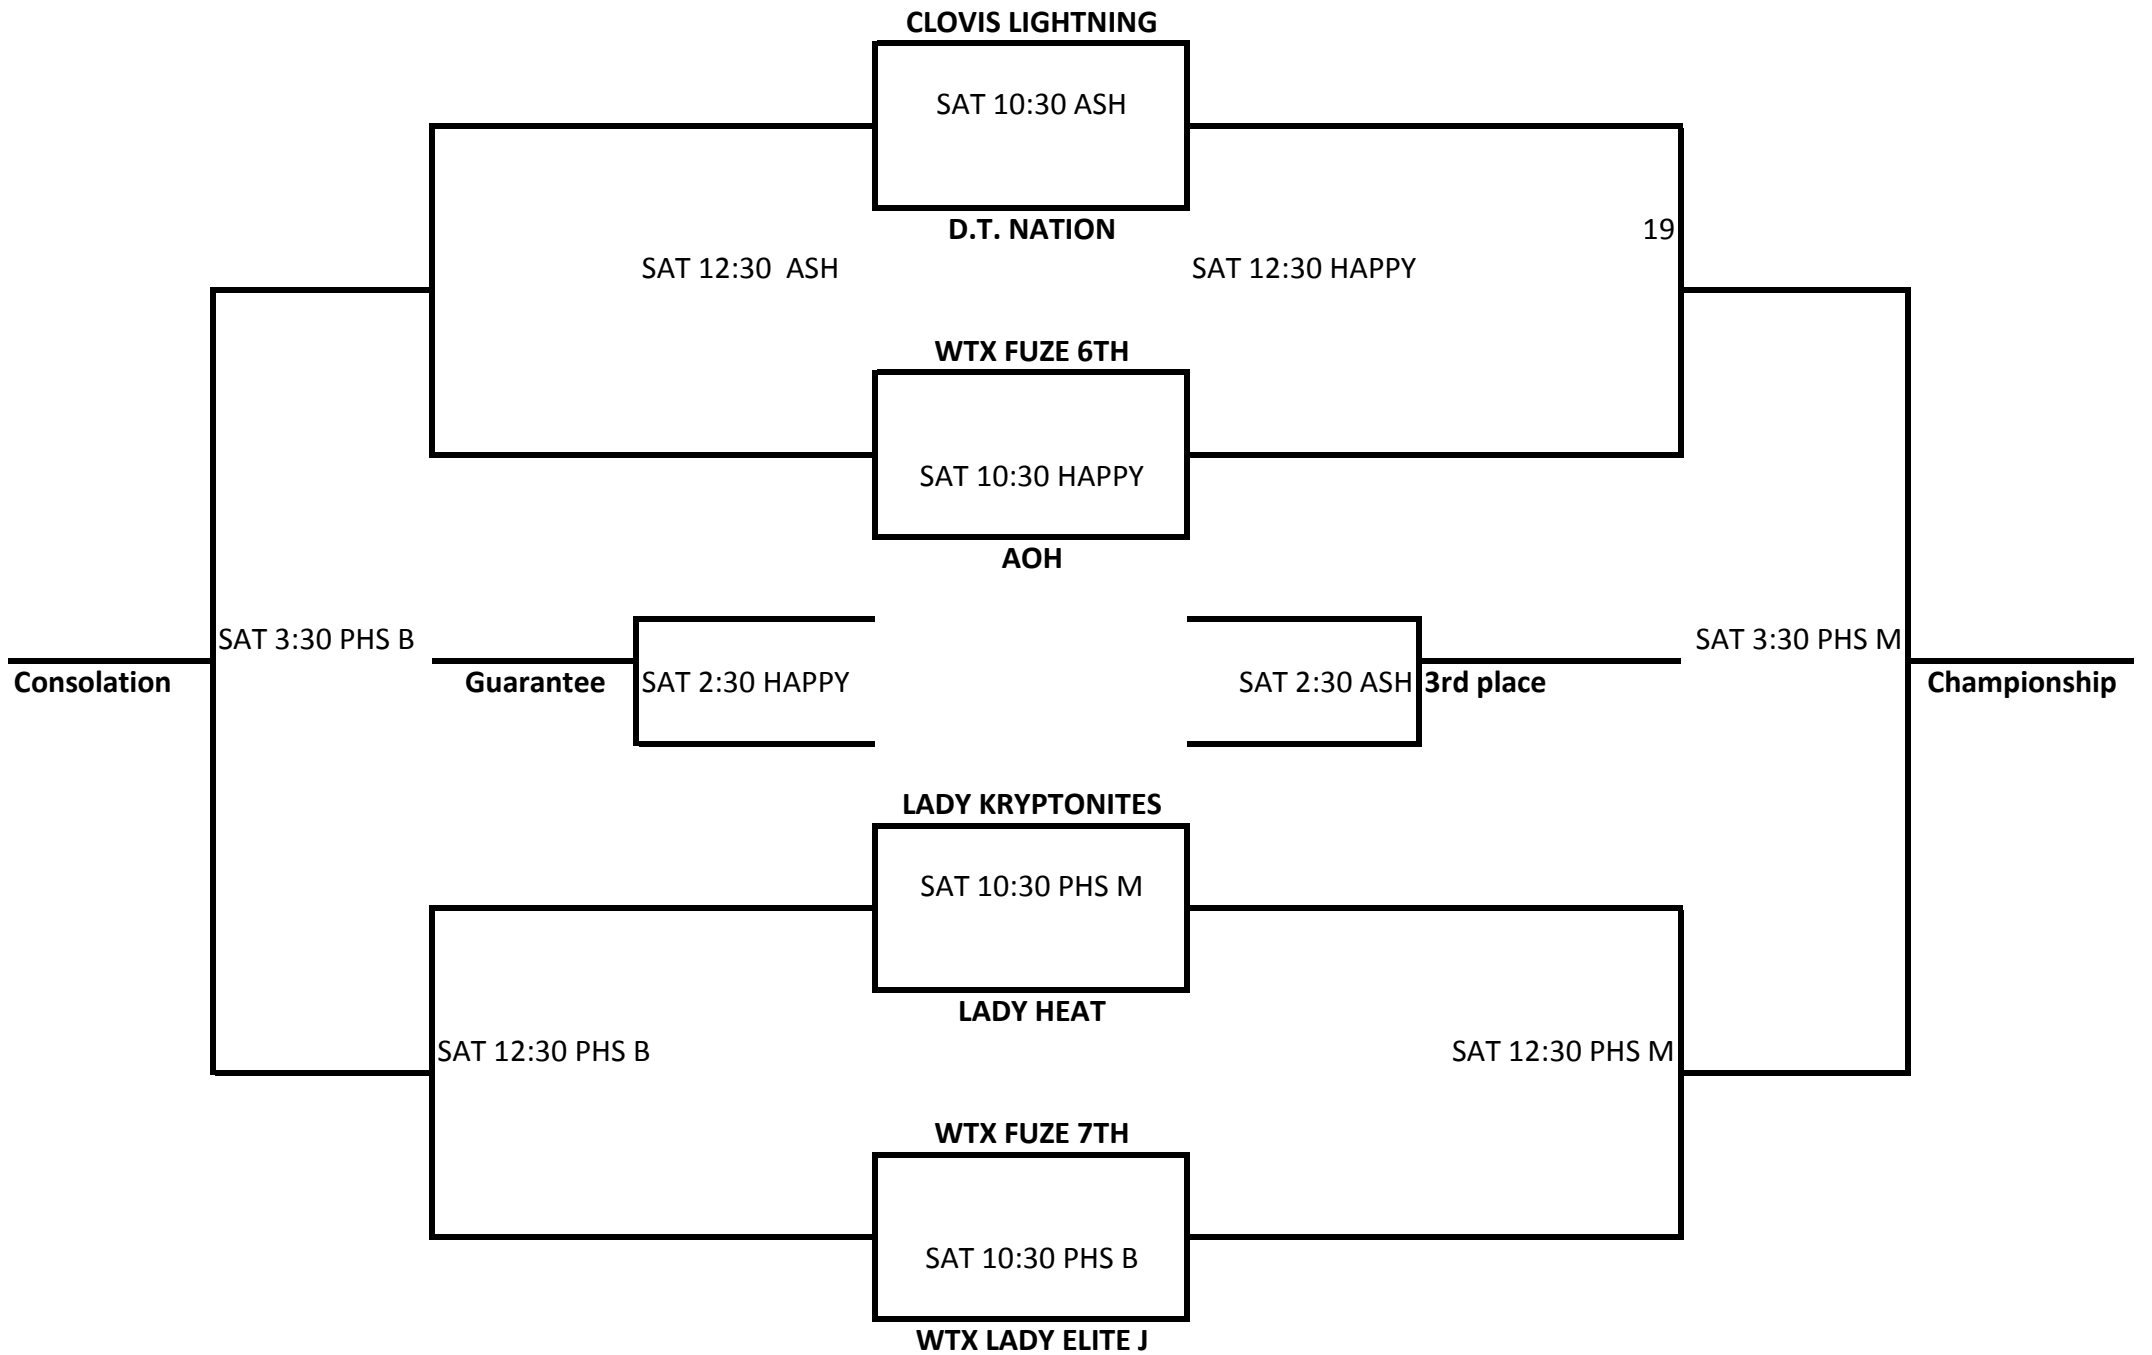 CLOVIS LIGHTNING
SAT 10:30 ASH
D.T. NATION
19
SAT 12:30  ASH
SAT 12:30 HAPPY
WTX FUZE 6TH
SAT 10:30 HAPPY
AOH
SAT 3:30 PHS B
SAT 3:30 PHS M
Consolation
Guarantee
SAT 2:30 HAPPY
SAT 2:30 ASH
3rd place
Championship
LADY KRYPTONITES
SAT 10:30 PHS M
LADY HEAT
SAT 12:30 PHS B
SAT 12:30 PHS M
WTX FUZE 7TH
SAT 10:30 PHS B
WTX LADY ELITE J